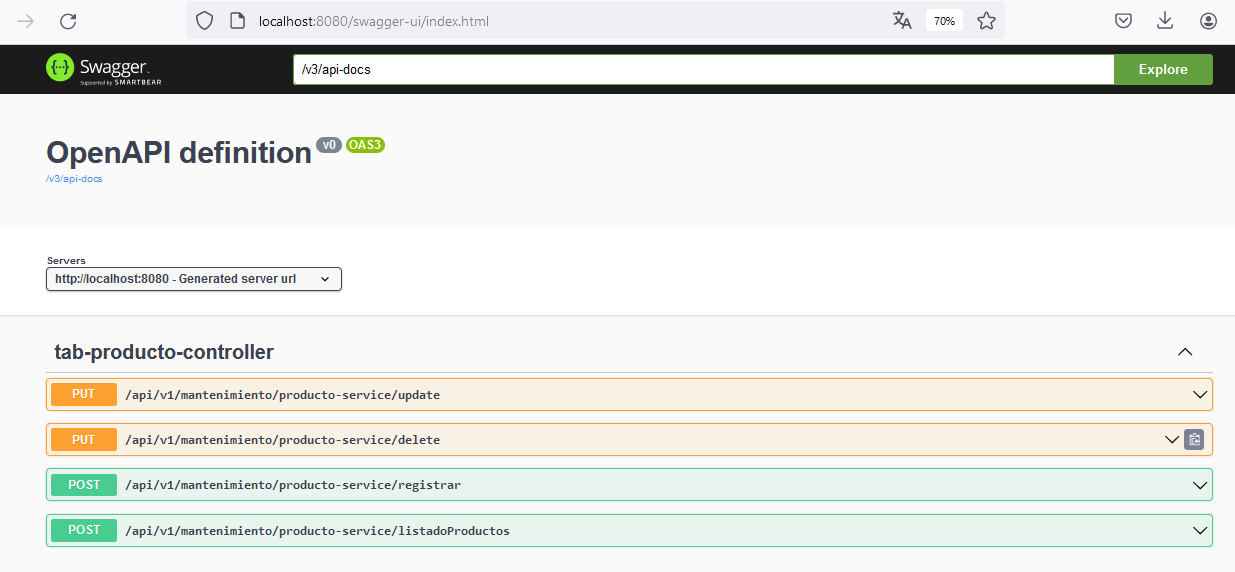 localhost:8080/swagger-ui/index.html
70%
Swagger
Supported by SMARTBEAR
/v3/api-docs
Explore
OpenAPI definition v0 OAS3
/v3/api-docs
Servers
http://localhost:8080 - Generated server url
tab-producto-controller
PUT /api/v1/mantenimiento/producto-service/update
PUT /api/v1/mantenimiento/producto-service/delete
POST /api/v1/mantenimiento/producto-service/registrar
POST /api/v1/mantenimiento/producto-service/listadoProductos